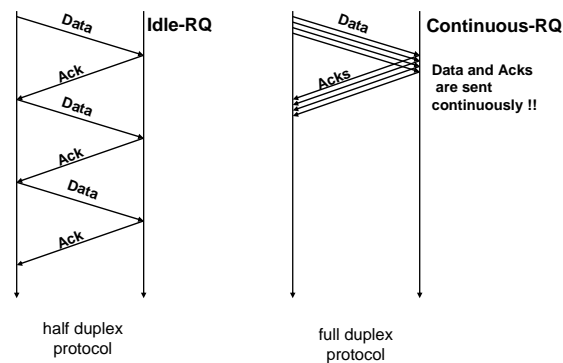 Idle-RQ
Data
Ack
Data
Ack
Data
Ack
half duplex
protocol
Continuous-RQ
Data
Acks
Data and Acks
are sent
continuously !!
full duplex
protocol